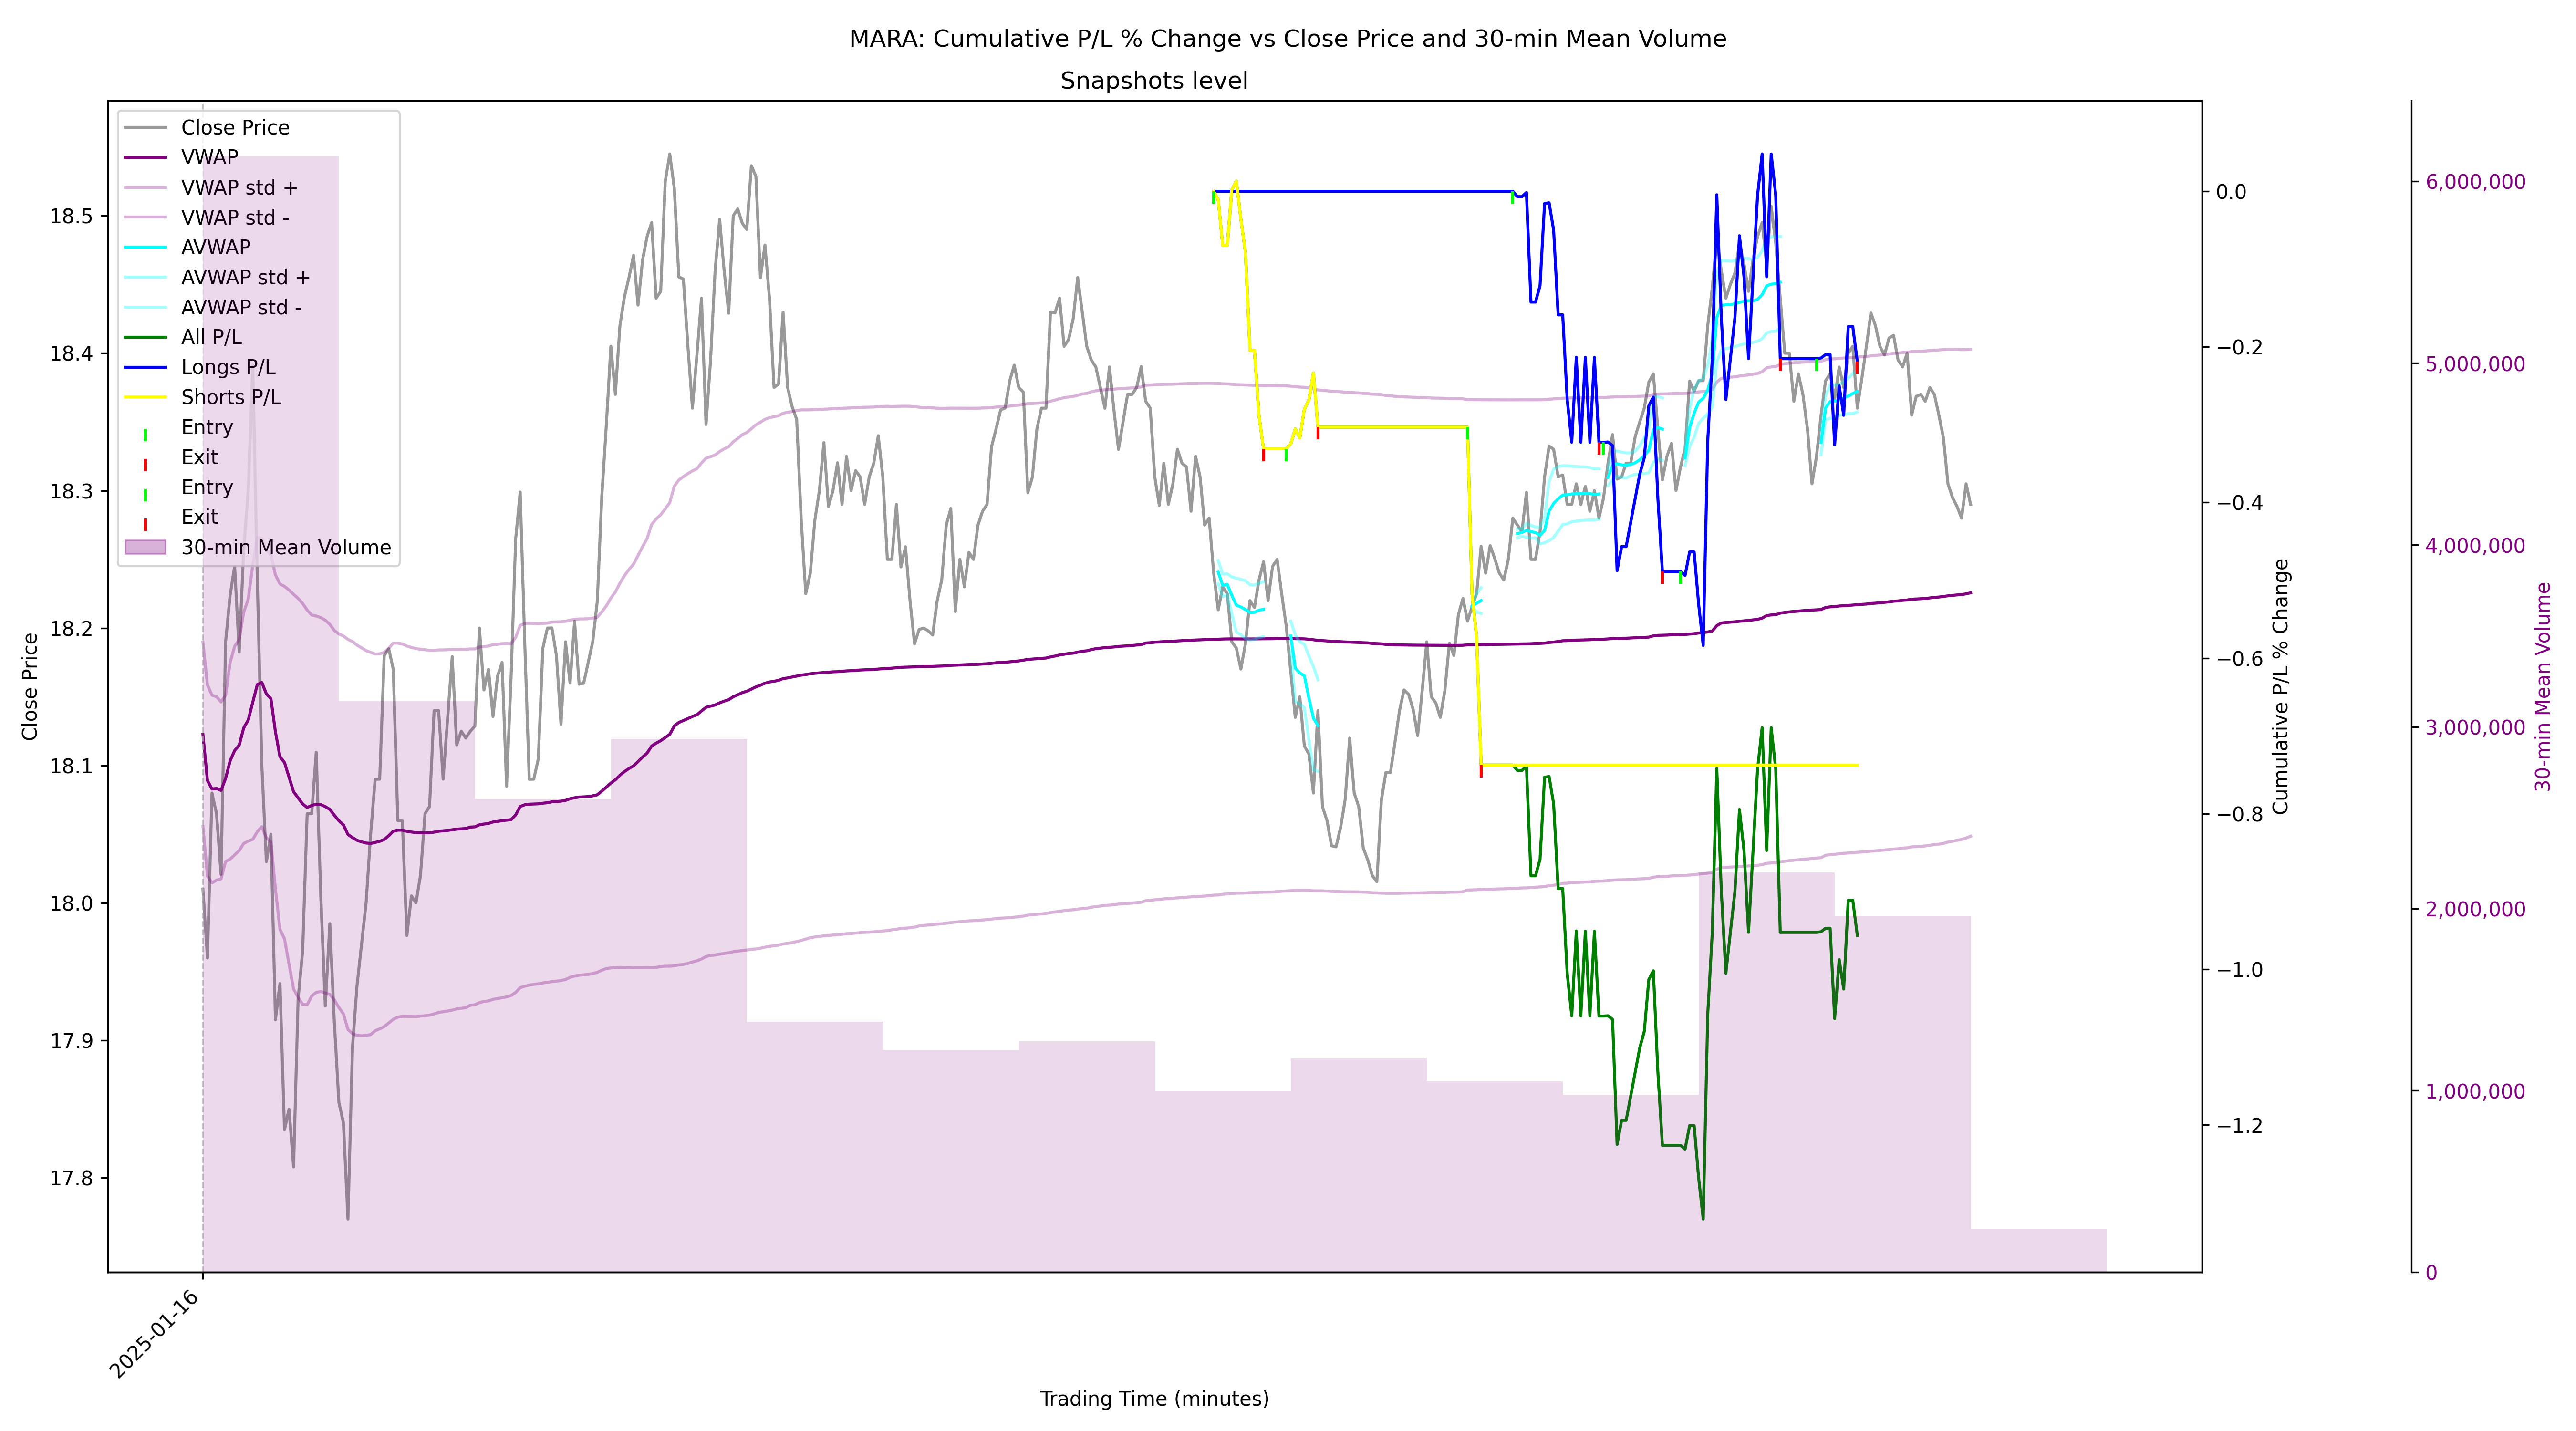 MARA: Cumulative P/L % Change vs Close Price and 30-min Mean Volume
Snapshots level
Close Price
VWAP
VWAP std +
VWAP std -
AVWAP
AVWAP std +
AVWAP std -
All P/L
Longs P/L
Shorts P/L
Entry
Exit
Entry
Exit
30-min Mean Volume
18.5
18.4
18.3
18.2
18.1
18.0
17.9
17.8
Close Price
0.0
−0.2
−0.4
−0.6
−0.8
−1.0
−1.2
Cumulative P/L % Change
6,000,000
5,000,000
4,000,000
3,000,000
2,000,000
1,000,000
0
30-min Mean Volume
2025-01-16
Trading Time (minutes)